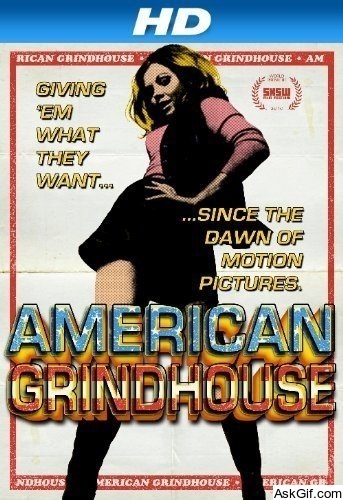 HD
RICAN GRINDHOUSE • AMERICAN GRINDHOUSE • AM
GIVING
'EM
WHAT
THEY
WANT...
SXSW
...SINCE THE
DAWN OF
MOTION
PICTURES.
AMERICAN
GRINDHOUSE
NDHOUSE • AMERICAN GRINDHOUSE • AMERICAN GR
AskGif.com